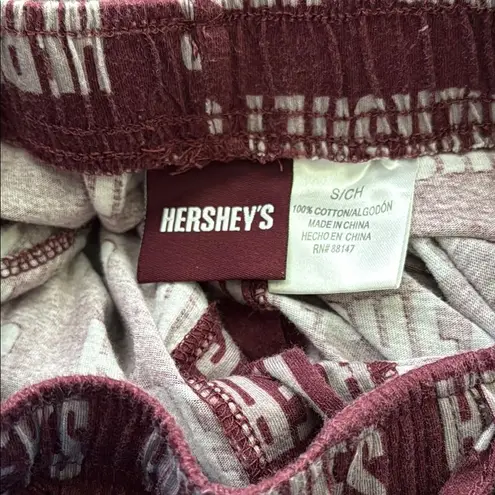 HERSHEY'S
S/CH
100% COTTON/ALGODÓN
MADE IN CHINA
HECHO EN CHINA
RN# 88147